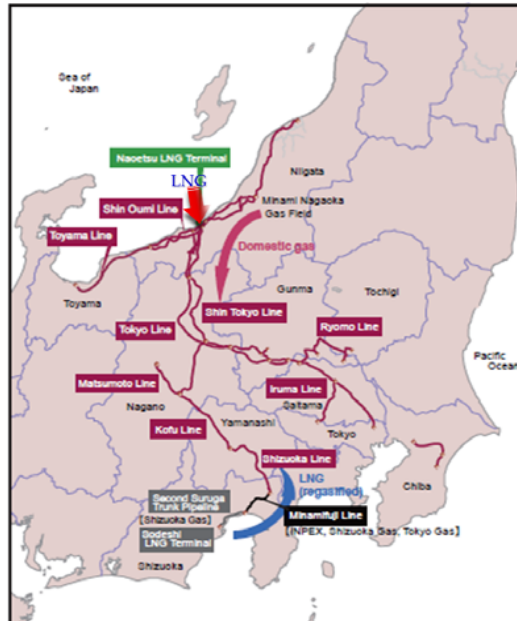 Sea of
Japan
Naoetsu LNG Terminal
LNG
Niigata
Shin Oumi Line
Minami Nagaoka
Gas Field
Toyama Line
Domestic gas
Toyama
Gunma
Tochigi
Shin Tokyo Line
Tokyo Line
Ryomo Line
Pacific
Ocean
Matsumoto Line
Iruma Line
Saitama
Nagano
Yamanashi
Kofu Line
Tokyo
Shizuoka Line
LNG
(regasified)
Chiba
Second Suruga
Trunk Pipeline
[Shizuoka Gas]
Minamifuji Line
[INPEX, Shizuoka Gas, Tokyo Gas]
Sodeshi
LNG Terminal
Shizuoka